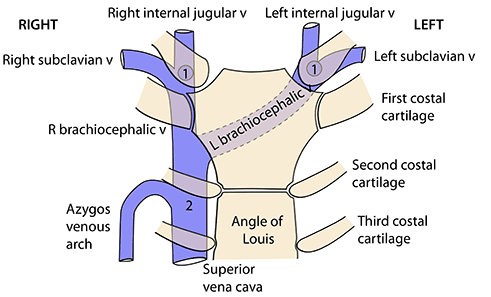 Right internal jugular v
Left internal jugular v
RIGHT
LEFT
Right subclavian v
1
1
Left subclavian v
L brachiocephalic
First costal
cartilage
R brachiocephalic v
Second costal
cartilage
2
Azygos
venous
arch
Angle of
Louis
Third costal
cartilage
Superior
vena cava